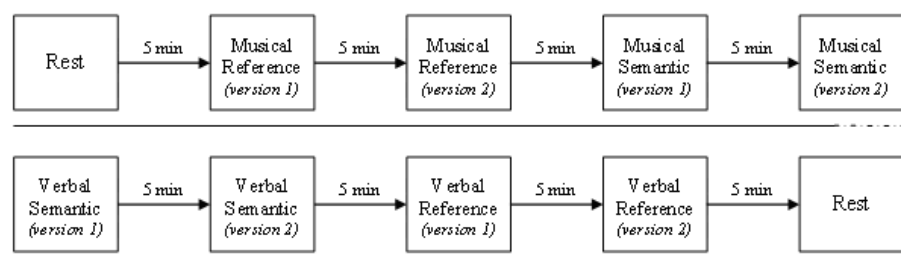 Rest
5 min
Musical
Reference
(version 1)
5 min
Musical
Reference
(version 2)
5 min
Musical
Semantic
(version 1)
5 min
Musical
Semantic
(version 2)
Verbal
Semantic
(version 1)
5 min
Verbal
Semantic
(version 2)
5 min
Verbal
Reference
(version 1)
5 min
Verbal
Reference
(version 2)
5 min
Rest